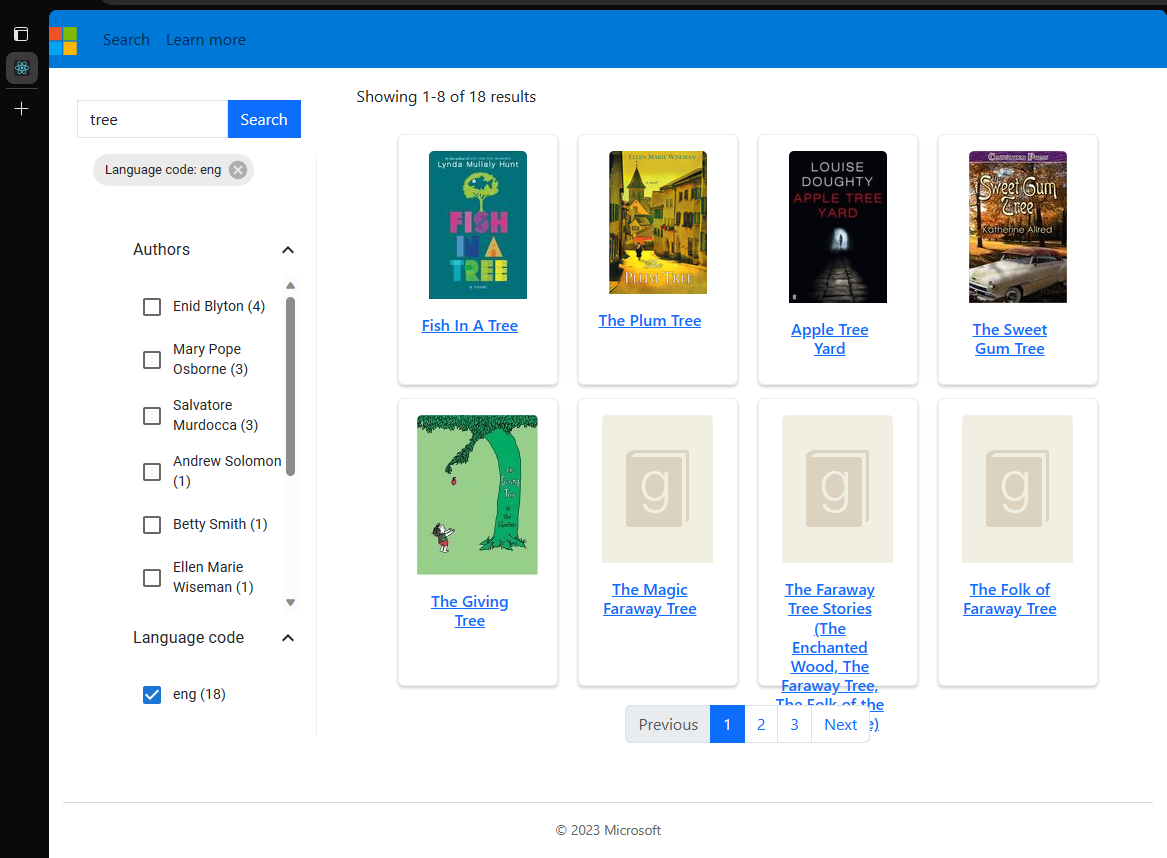 Search Learn more
Showing 1-8 of 18 results
tree
Search
Language code: eng
Authors
Enid Blyton (4)
Mary Pope
Osborne (3)
Salvatore
Murdocca (3)
Andrew Solomon
(1)
Betty Smith (1)
Ellen Marie
Wiseman (1)
Language code
eng (18)
Lynda Mullaly Hunt
FISH
IN A
TREE
A NOVEL
Fish In A Tree
ELLEN MARIE WISEMAN
The
PLUM TREE
The Plum Tree
LOUISE
DOUGHTY
APPLE TREE
YARD
Apple Tree
Yard
Sweet Gum
Tree
Katherine Allred
The Sweet
Gum Tree
The
Giving
Tree
The Giving
Tree
g
The Magic
Faraway Tree
g
The Faraway
Tree Stories
(The
Enchanted
Wood, The
Faraway Tree,
The Folk of the
e)
g
The Folk of
Faraway Tree
Previous 1 2 3 Next
© 2023 Microsoft